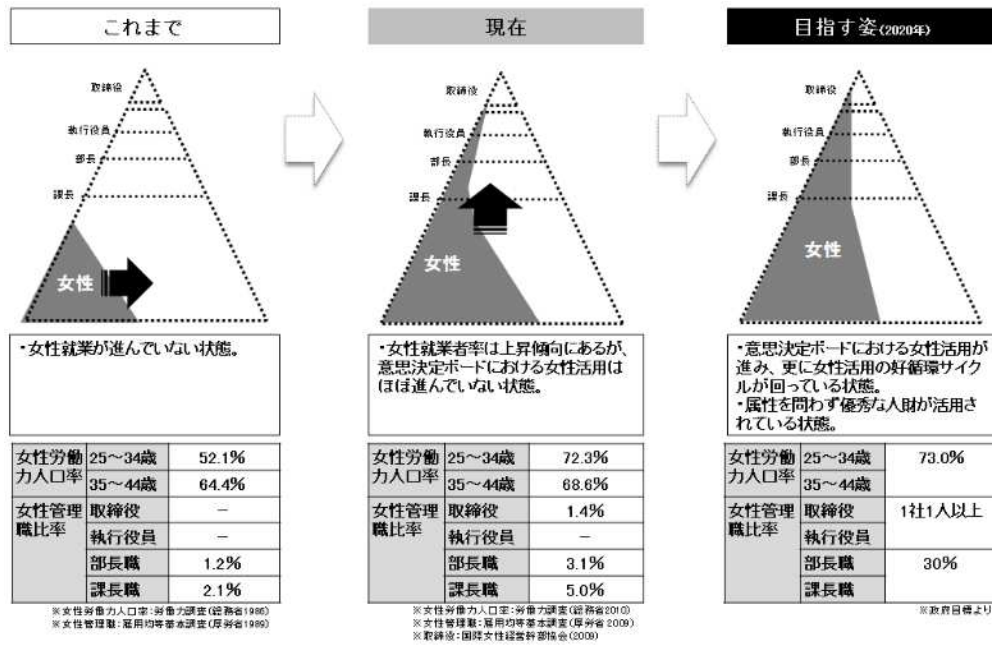 これまで
取締役
執行役員
部長
課長
女性
・女性就業が進んでいない状態。
女性労働力人口率 25～34歳 52.1%
35～44歳 64.4%
女性管理職比率 取締役 －
執行役員 －
部長職 1.2%
課長職 2.1%
※女性労働力人口率：労働力調査(総務省1986)
※女性管理職：雇用均等基本調査(厚労省1989)
現在
取締役
執行役員
部長
課長
女性
・女性就業者率は上昇傾向にあるが、
意思決定ボードにおける女性活用は
ほぼ進んでいない状態。
女性労働力人口率 25～34歳 72.3%
35～44歳 68.6%
女性管理職比率 取締役 1.4%
執行役員 －
部長職 3.1%
課長職 5.0%
※女性労働力人口率：労働力調査(総務省2010)
※女性管理職：雇用均等基本調査(厚労省2009)
※取締役：国際女性経営幹部協会(2009)
目指す姿(2020年)
取締役
執行役員
部長
課長
女性
・意思決定ボードにおける女性活用が
進み、更に女性活用の好循環サイク
ルが回っている状態。
・属性を問わず優秀な人財が活用さ
れている状態。
女性労働力人口率 25～34歳 73.0%
35～44歳
女性管理職比率 取締役 1社1人以上
執行役員
部長職 30%
課長職
※政府目標より